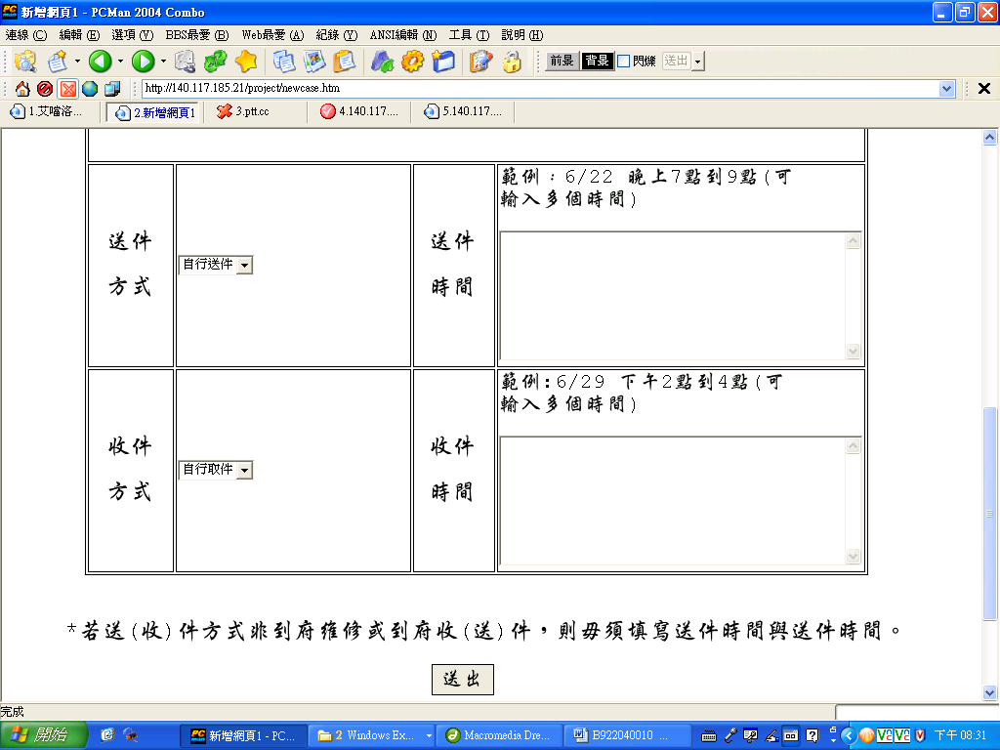 新增網頁1 - PCMan 2004 Combo
連線 (C) 編輯 (E) 選項 (V) BBS最愛 (B) Web最愛 (A) 紀錄 (Y) ANSI編輯 (N) 工具 (T) 說明 (H)
前景 背景 閃爍 送出
http://140.117.185.21/project/newcase.htm
1.艾噹洛... 2.新增網頁1 3.ptt.cc 4.140.117.... 5.140.117....
範例：6/22 晚上7點到9點(可
輸入多個時間)
送件
方式
自行送件
送件
時間
範例:6/29 下午2點到4點(可
輸入多個時間)
收件
方式
自行取件
收件
時間
*若送(收)件方式非到府維修或到府收(送)件，則毋須填寫送件時間與送件時間。
送出
完成
開始 新增網頁1 - PC... 2 Windows Ex... Macromedia Dre... B922040010 ... 下午 08:31